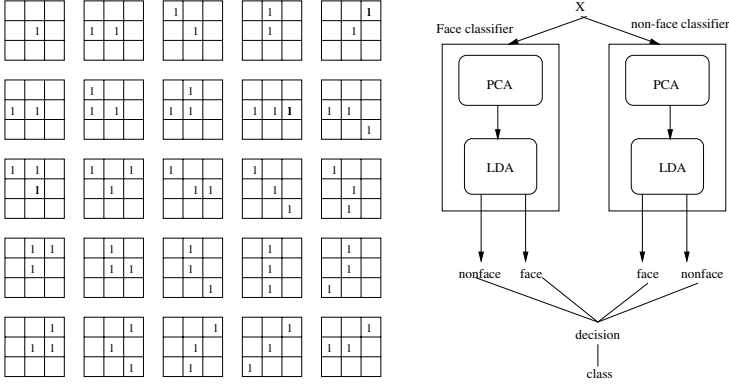 1 1 1
1 1 1 1 1 1
1 1
1 1 1 1 1 1 1 1 1 1 1
1
1 1 1 1 1 1 1
1 1 1 1 1 1
1 1
1 1 1 1 1 1
1 1 1 1 1 1
1 1 1
1 1 1 1 1
1 1 1 1 1 1 1
1 1 1
X
Face classifier non-face classifier
PCA PCA
LDA LDA
nonface face face nonface
decision
class